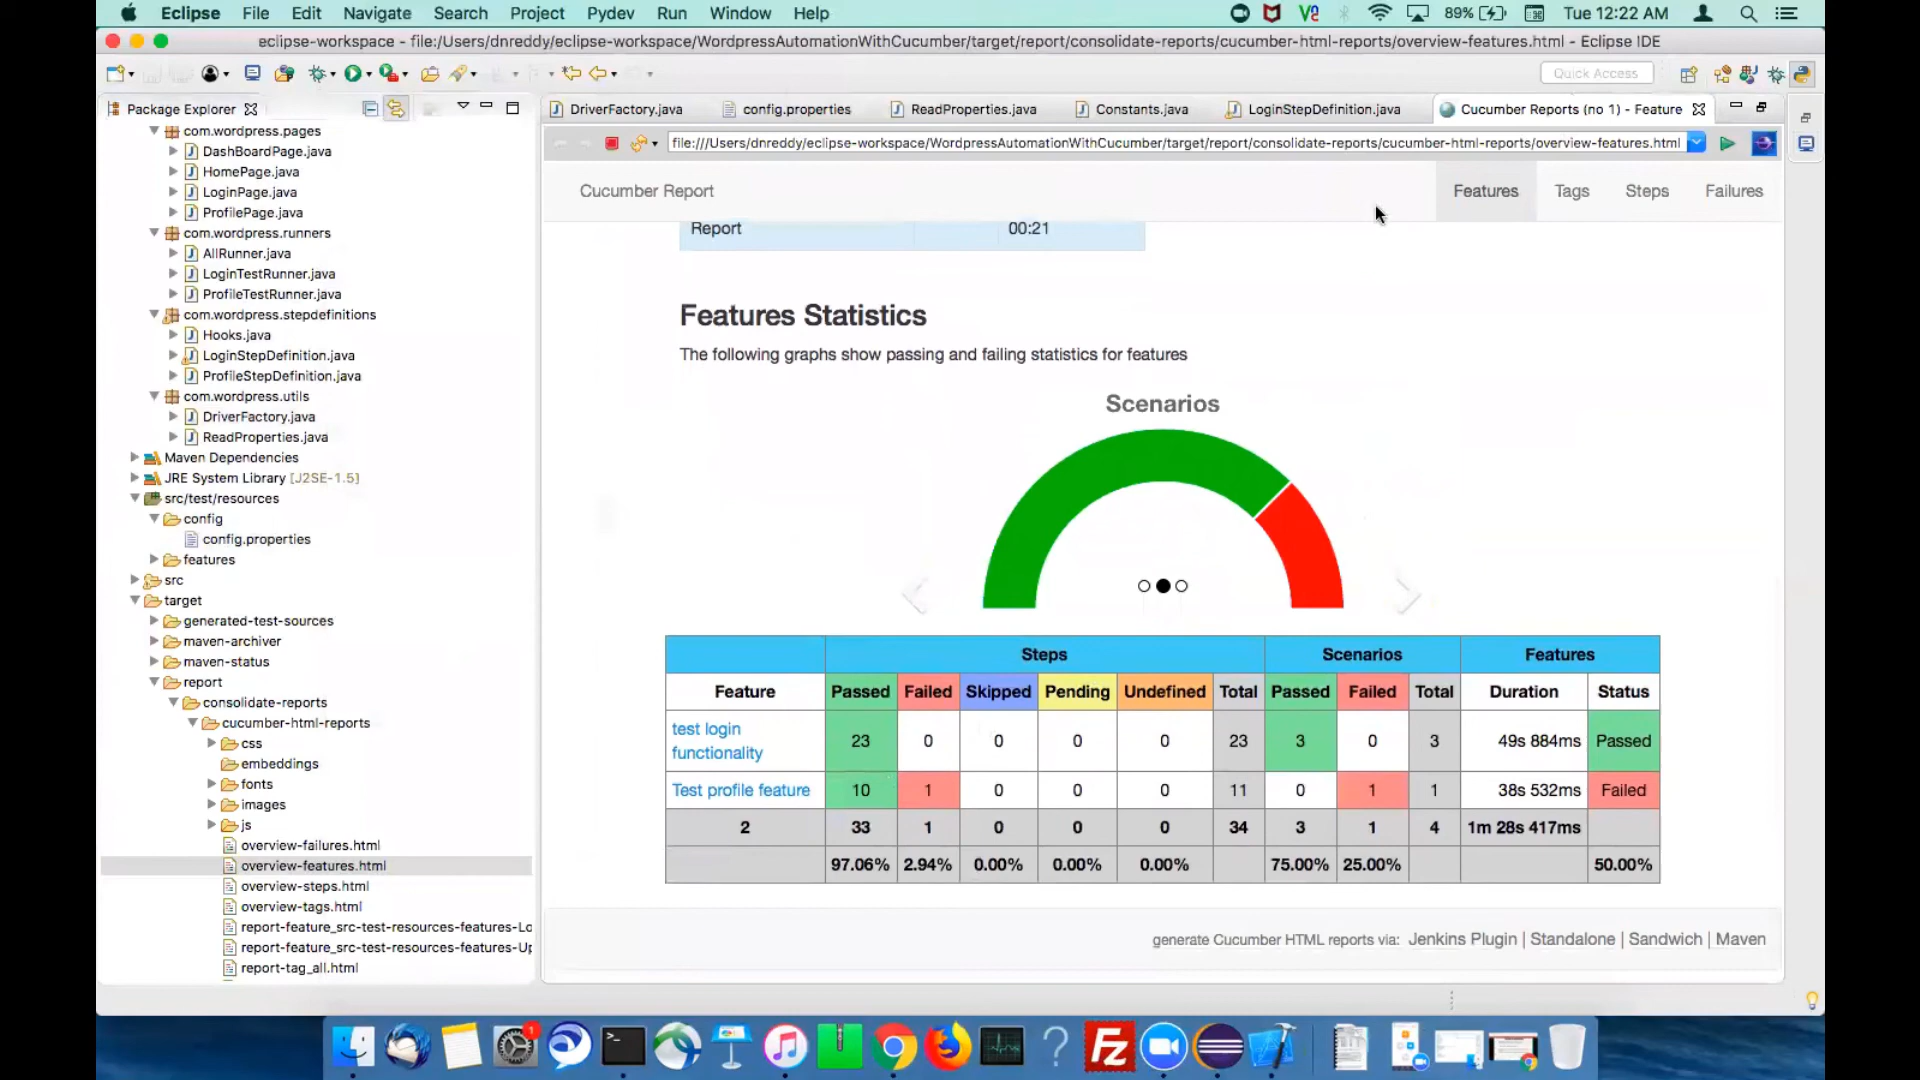 Eclipse File Edit Navigate Search Project Pydev Run Window Help 89% Tue 12:22 AM
eclipse-workspace - file:/Users/dnreddy/eclipse-workspace/WordpressAutomationWithCucumber/target/report/consolidate-reports/cucumber-html-reports/overview-features.html - Eclipse IDE
Quick Access
Package Explorer
DriverFactory.java config.properties ReadProperties.java Constants.java LoginStepDefinition.java Cucumber Reports (no 1) - Feature
file:///Users/dnreddy/eclipse-workspace/WordpressAutomationWithCucumber/target/report/consolidate-reports/cucumber-html-reports/overview-features.html
com.wordpress.pages
DashBoardPage.java
HomePage.java
LoginPage.java
ProfilePage.java
com.wordpress.runners
AllRunner.java
LoginTestRunner.java
ProfileTestRunner.java
com.wordpress.stepdefinitions
Hooks.java
LoginStepDefinition.java
ProfileStepDefinition.java
com.wordpress.utils
DriverFactory.java
ReadProperties.java
Maven Dependencies
JRE System Library [J2SE-1.5]
src/test/resources
config
config.properties
features
src
target
generated-test-sources
maven-archiver
maven-status
report
consolidate-reports
cucumber-html-reports
css
embeddings
fonts
images
js
overview-failures.html
overview-features.html
overview-steps.html
overview-tags.html
report-feature_src-test-resources-features-Lo
report-feature_src-test-resources-features-Up
report-tag_all.html
Cucumber Report Features Tags Steps Failures
Report 00:21
Features Statistics
The following graphs show passing and failing statistics for features
Scenarios
Steps Scenarios Features
Feature Passed Failed Skipped Pending Undefined Total Passed Failed Total Duration Status
test login functionality 23 0 0 0 0 23 3 0 3 49s 884ms Passed
Test profile feature 10 1 0 0 0 11 0 1 1 38s 532ms Failed
2 33 1 0 0 0 34 3 1 4 1m 28s 417ms
97.06% 2.94% 0.00% 0.00% 0.00% 75.00% 25.00% 50.00%
generate Cucumber HTML reports via: Jenkins Plugin | Standalone | Sandwich | Maven